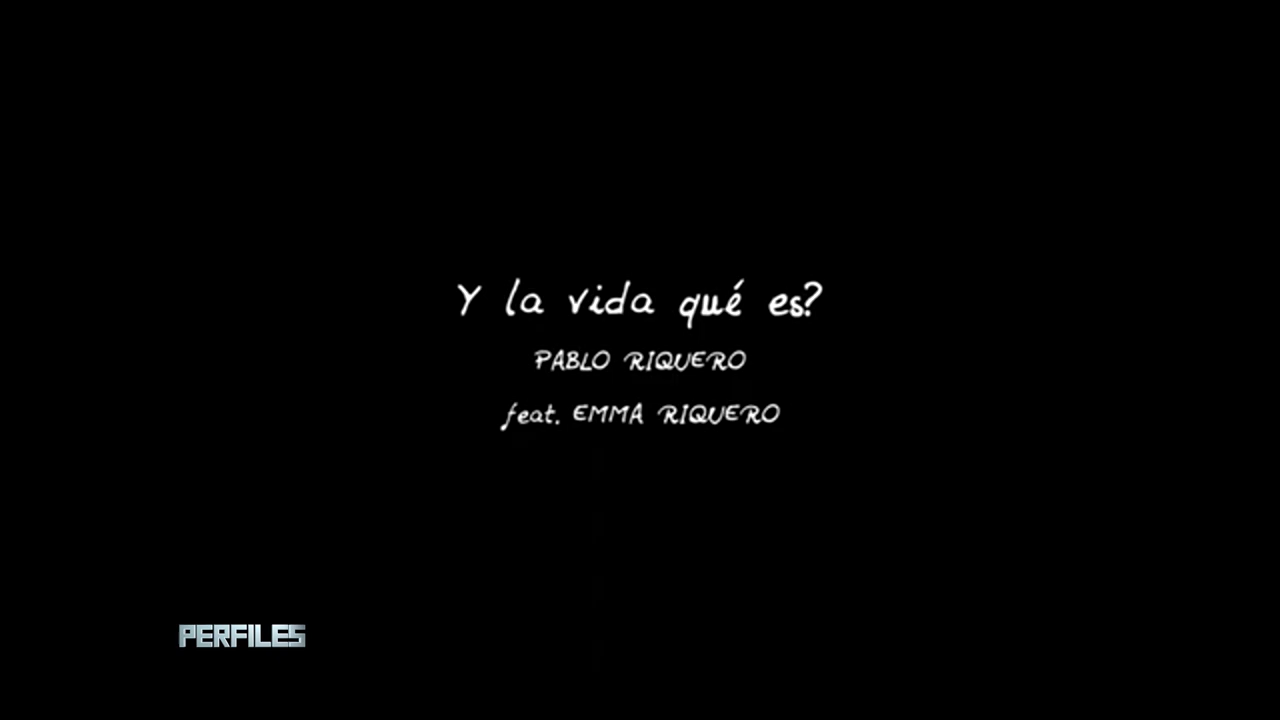 Y la vida qué es?
PABLO RIQUERO
feat. EMMA RIQUERO
PERFILES